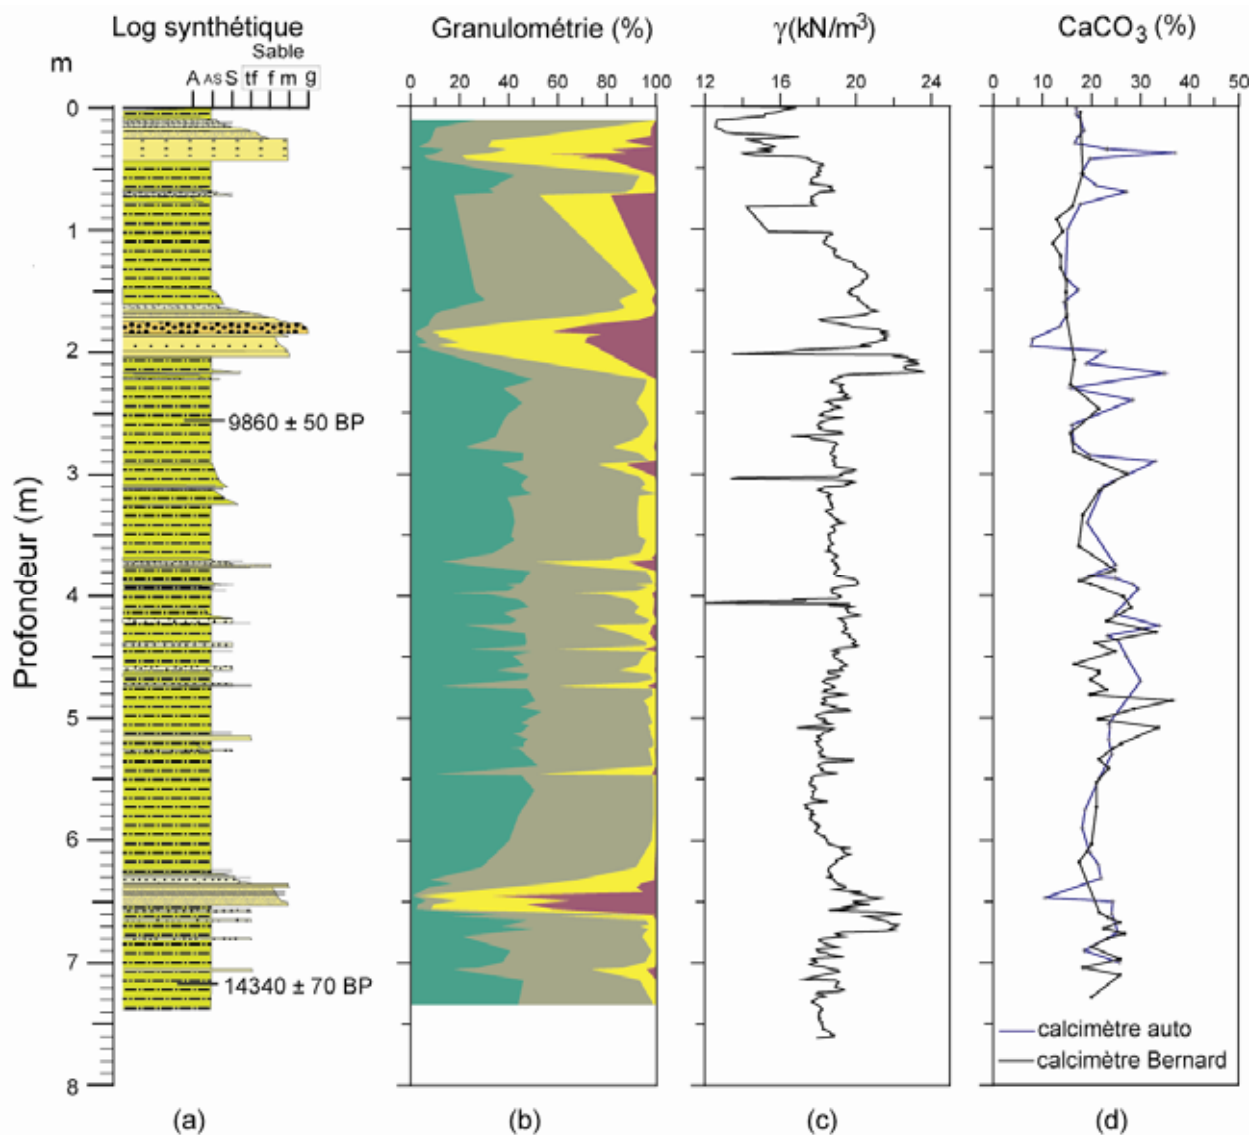 Log synthétique
Granulométrie (%)
γ(kN/m³)
CaCO₃ (%)
Sable
m
A AS S tf f m g
0 20 40 60 80 100
12 16 20 24
0 10 20 30 40 50
0
1
2
3
4
5
6
7
8
Profondeur (m)
9860 ± 50 BP
14340 ± 70 BP
calcimètre auto
calcimètre Bernard
(a)
(b)
(c)
(d)